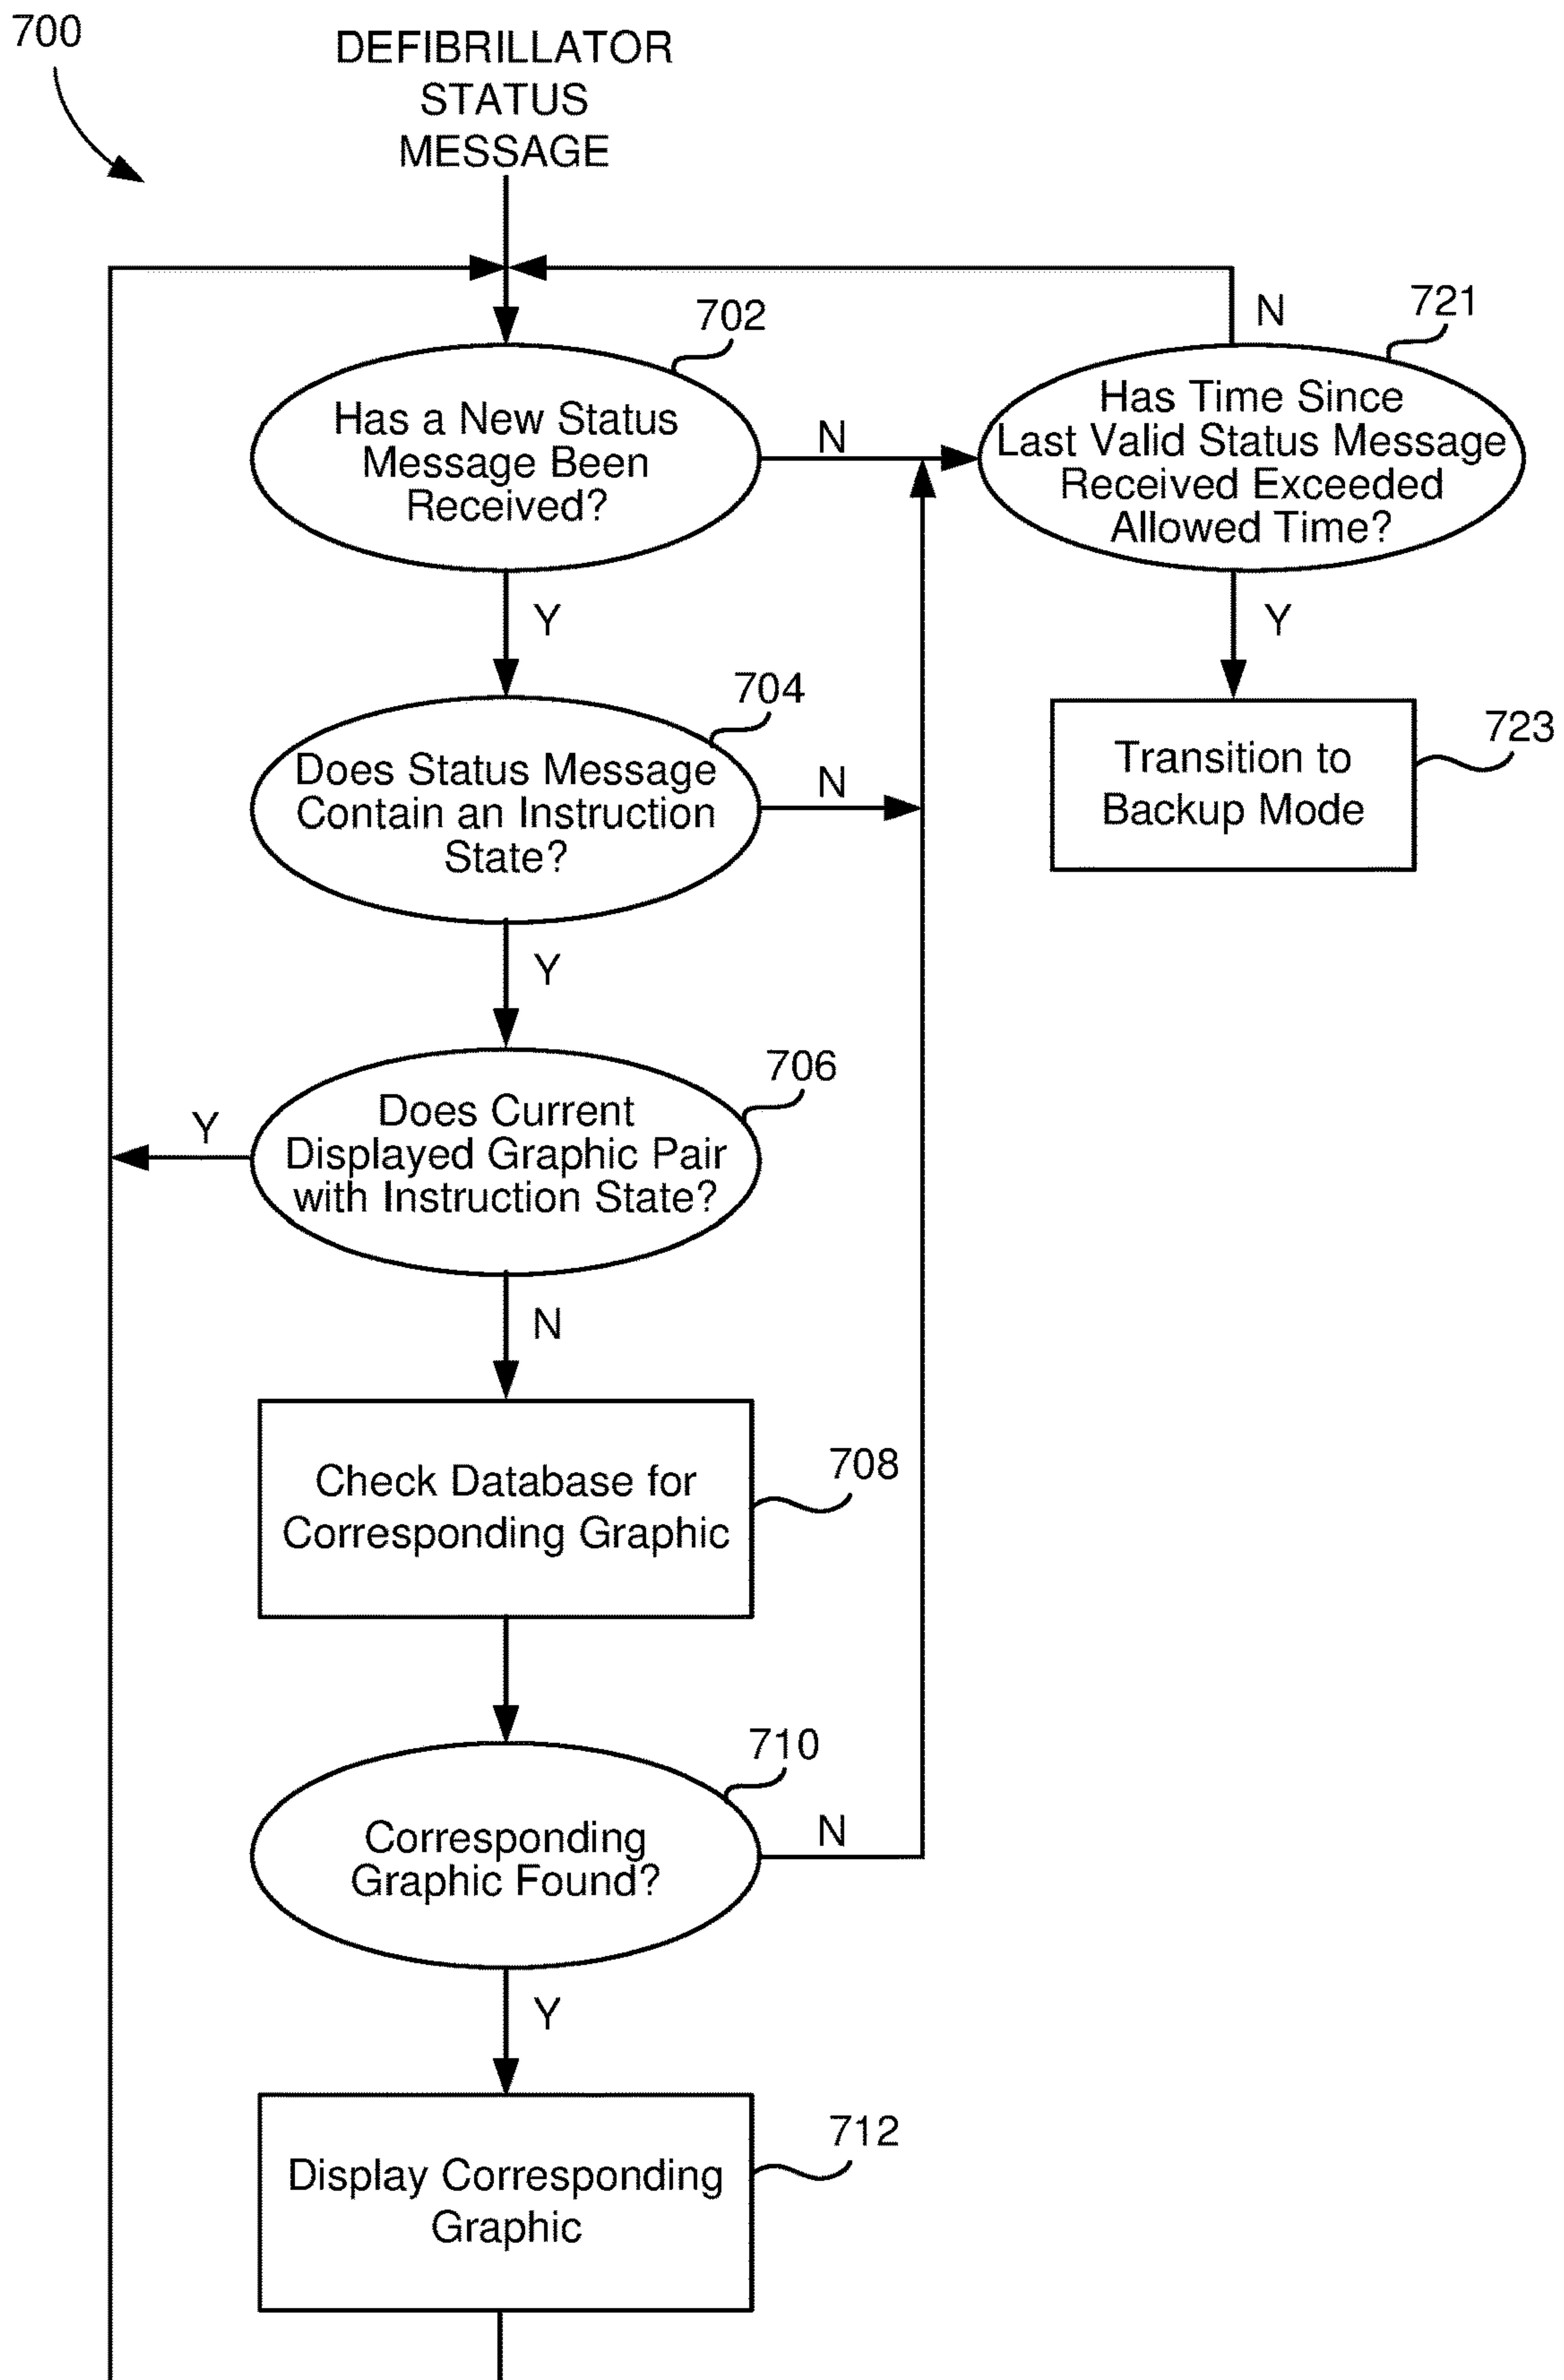 700
DEFIBRILLATOR
STATUS
MESSAGE
702
Has a New Status
Message Been
Received?
N
Y
N
721
Has Time Since
Last Valid Status Message
Received Exceeded
Allowed Time?
Y
723
Transition to
Backup Mode
704
Does Status Message
Contain an Instruction
State?
N
Y
706
Does Current
Displayed Graphic Pair
with Instruction State?
Y
N
708
Check Database for
Corresponding Graphic
710
Corresponding
Graphic Found?
N
Y
712
Display Corresponding
Graphic